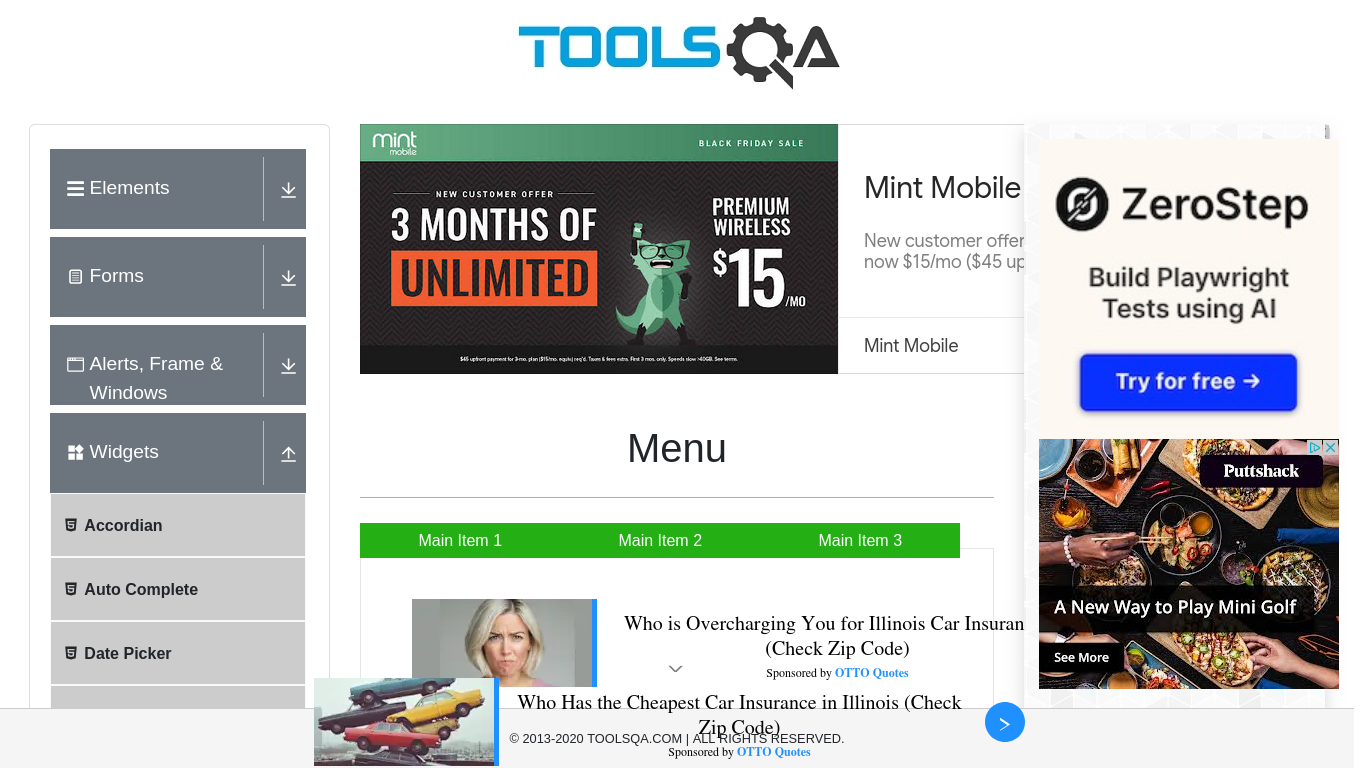 TOOLSQA
Elements
Forms
Alerts, Frame &
Windows
Widgets
Accordian
Auto Complete
Date Picker
mint
mobile
BLACK FRIDAY SALE
NEW CUSTOMER OFFER
3 MONTHS OF
UNLIMITED
PREMIUM
WIRELESS
$15/MO
$45 upfront payment for 3-mo. plan ($15/mo. equiv.) req'd. Taxes & fees extra. First 3 mos. only. Speeds slow >40GB. See terms.
Mint Mobile
New customer offer
now $15/mo ($45 up
Mint Mobile
ZeroStep
Build Playwright
Tests using AI
Try for free →
Puttshack
A New Way to Play Mini Golf
See More
Menu
Main Item 1
Main Item 2
Main Item 3
Who is Overcharging You for Illinois Car Insuran
(Check Zip Code)
Sponsored by OTTO Quotes
Who Has the Cheapest Car Insurance in Illinois (Check
Zip Code)
© 2013-2020 TOOLSQA.COM | ALL RIGHTS RESERVED.
Sponsored by OTTO Quotes